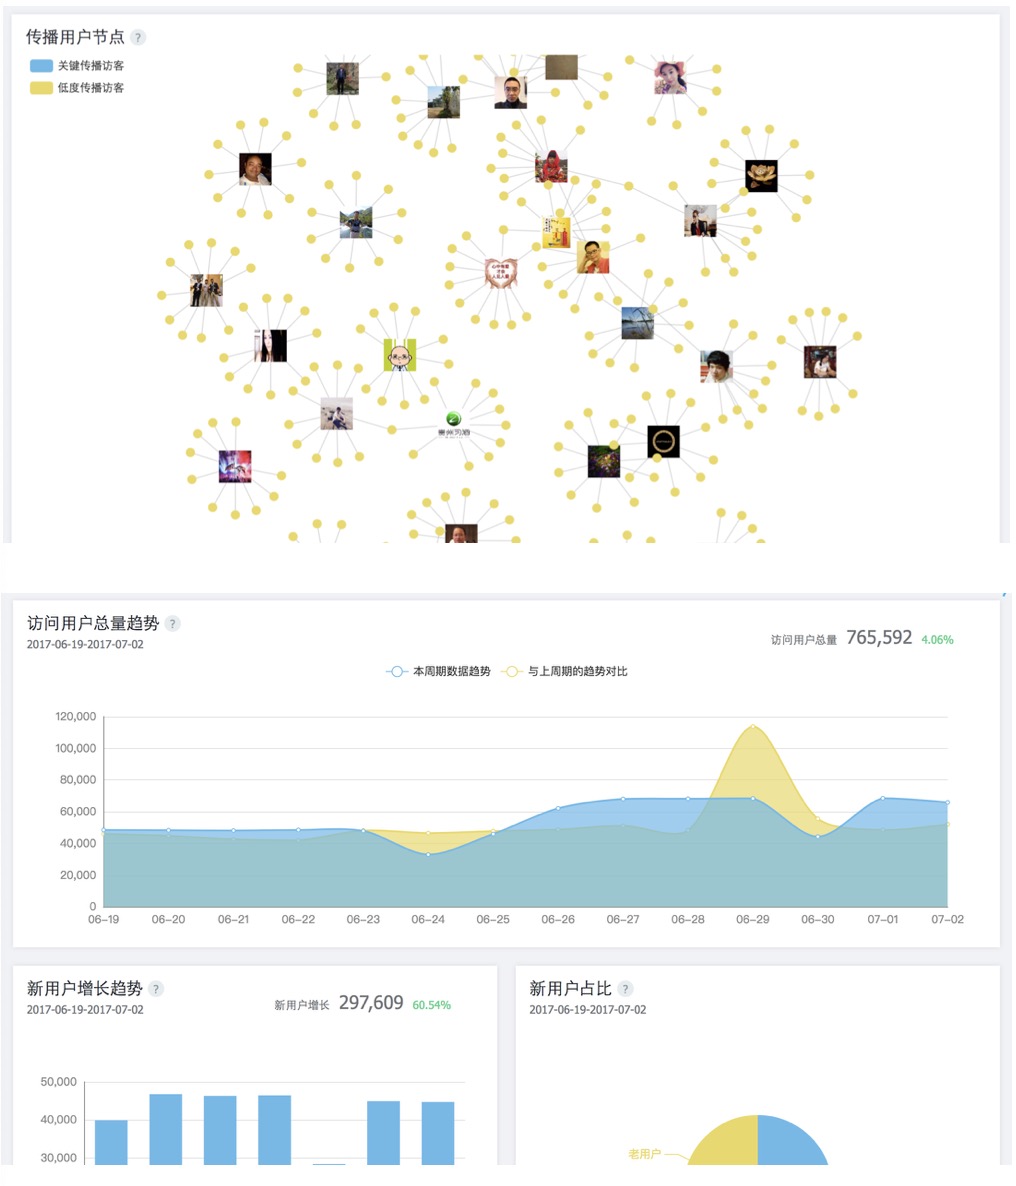 传播用户节点 ?
关键传播访客
低度传播访客
贵州习酒
访问用户总量趋势 ?
2017-06-19-2017-07-02
访问用户总量 765,592 4.06%
本周期数据趋势 与上周期的趋势对比
120,000
100,000
80,000
60,000
40,000
20,000
0
06-19 06-20 06-21 06-22 06-23 06-24 06-25 06-26 06-27 06-28 06-29 06-30 07-01 07-02
新用户增长趋势 ?
2017-06-19-2017-07-02
新用户增长 297,609 60.54%
50,000
40,000
30,000
新用户占比 ?
2017-06-19-2017-07-02
老用户